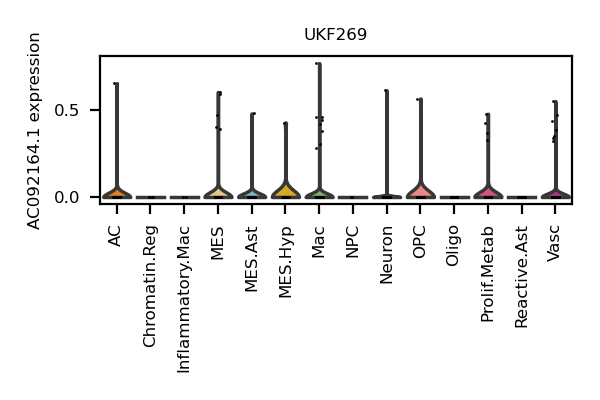 UKF269
AC092164.1 expression
0.5
0.0
AC
Chromatin.Reg
Inflammatory.Mac
MES
MES.Ast
MES.Hyp
Mac
NPC
Neuron
OPC
Oligo
Prolif.Metab
Reactive.Ast
Vasc